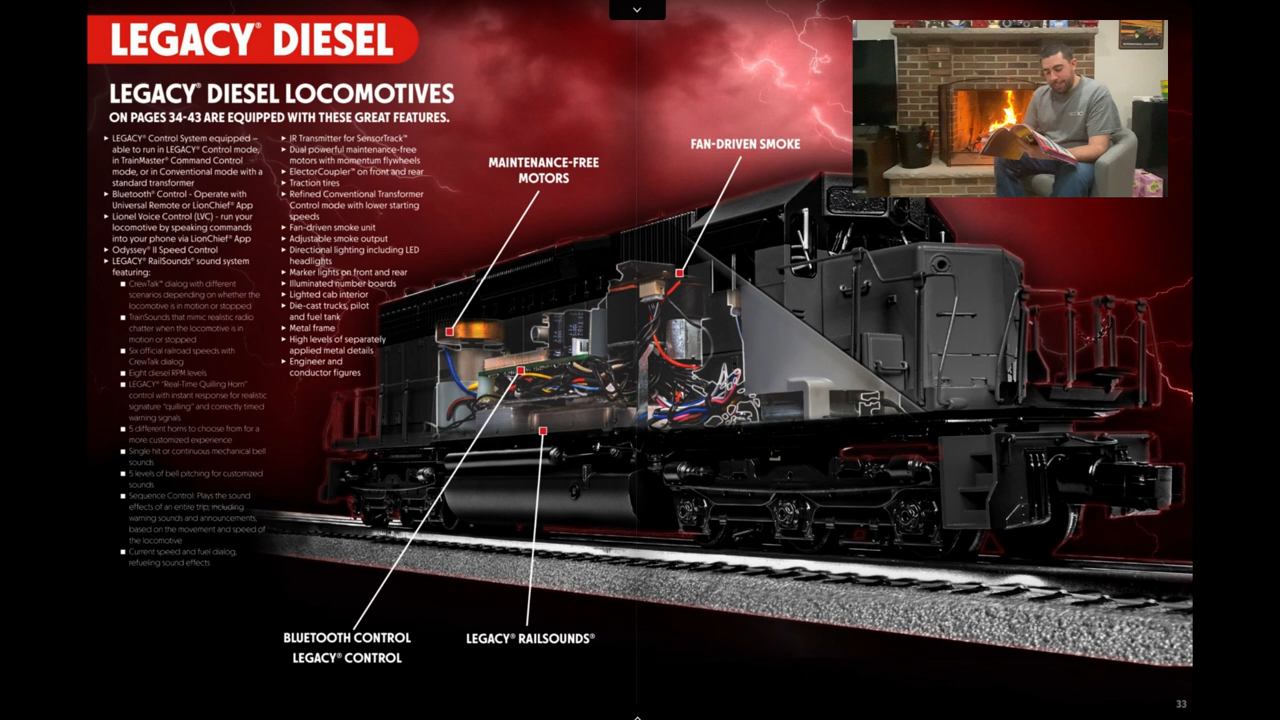 LEGACY® DIESEL
LEGACY® DIESEL LOCOMOTIVES
ON PAGES 34-43 ARE EQUIPPED WITH THESE GREAT FEATURES.
LEGACY® Control System equipped –
able to run in LEGACY® Control mode,
in TrainMaster® Command Control
mode, or in Conventional mode with a
standard transformer
Bluetooth® Control - Operate with
Universal Remote or LionChief® App
Lionel Voice Control (LVC) - run your
locomotive by speaking commands
into your phone via LionChief® App
Odyssey® II Speed Control
LEGACY® RailSounds® sound system
featuring:
CrewTalk™ dialog with different
scenarios depending on whether the
locomotive is in motion or stopped
TrainSounds that mimic realistic radio
chatter when the locomotive is in
motion or stopped
Six official railroad speeds with
CrewTalk dialog
Eight diesel RPM levels
LEGACY® "Real-Time Quilling Horn"
control with instant response for realistic
signature "quilling" and correctly timed
warning signals
5 different horns to choose from for a
more customized experience
Single hit or continuous mechanical bell
sounds
5 levels of bell pitching for customized
sounds
Sequence Control: Plays the sound
effects of an entire trip, including
warning sounds and announcements,
based on the movement and speed of
the locomotive
Current speed and fuel dialog,
refueling sound effects
IR Transmitter for SensorTrack™
Dual powerful maintenance-free
motors with momentum flywheels
ElectroCoupler™ on front and rear
Traction tires
Refined Conventional Transformer
Control mode with lower starting
speeds
Fan-driven smoke unit
Adjustable smoke output
Directional lighting including LED
headlights
Marker lights on front and rear
Illuminated number boards
Lighted cab interior
Die-cast trucks, pilot
and fuel tank
Metal frame
High levels of separately
applied metal details
Engineer and
conductor figures
MAINTENANCE-FREE
MOTORS
FAN-DRIVEN SMOKE
BLUETOOTH CONTROL
LEGACY® CONTROL
LEGACY® RAILSOUNDS®
33